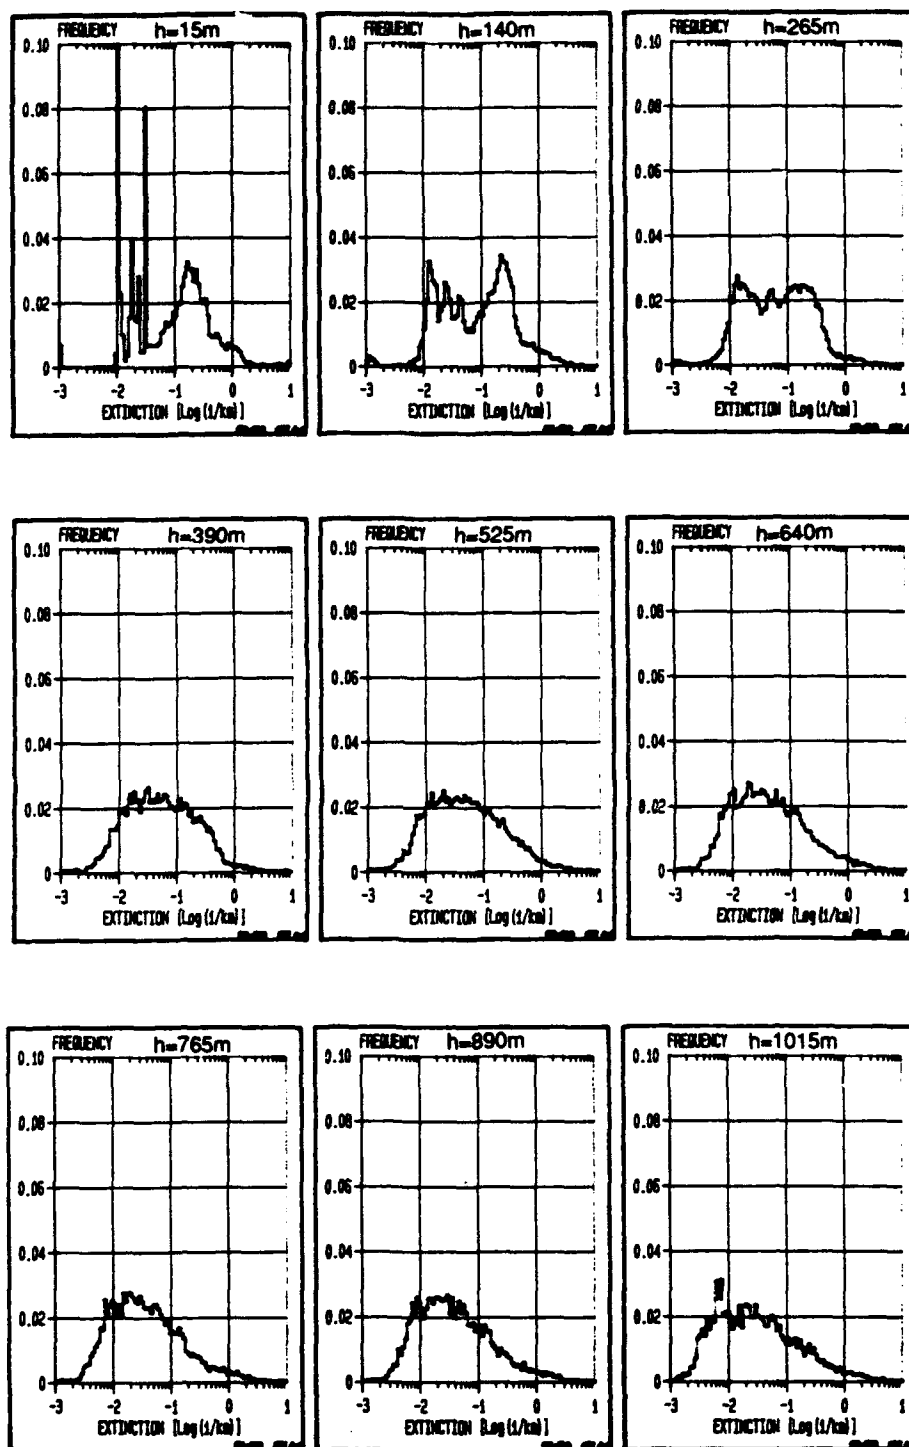 FREQUENCY h=15m
0.10
0.08
0.06
0.04
0.02
0
-3 -2 -1 0 1
EXTINCTION [Log(1/km)]
FREQUENCY h=140m
0.10
0.08
0.06
0.04
0.02
0
-3 -2 -1 0 1
EXTINCTION [Log(1/km)]
FREQUENCY h=265m
0.10
0.08
0.06
0.04
0.02
0
-3 -2 -1 0 1
EXTINCTION [Log(1/km)]
FREQUENCY h=390m
0.10
0.08
0.06
0.04
0.02
0
-3 -2 -1 0 1
EXTINCTION [Log(1/km)]
FREQUENCY h=525m
0.10
0.08
0.06
0.04
0.02
0
-3 -2 -1 0 1
EXTINCTION [Log(1/km)]
FREQUENCY h=640m
0.10
0.08
0.06
0.04
0.02
0
-3 -2 -1 0 1
EXTINCTION [Log(1/km)]
FREQUENCY h=765m
0.10
0.08
0.06
0.04
0.02
0
-3 -2 -1 0 1
EXTINCTION [Log(1/km)]
FREQUENCY h=890m
0.10
0.08
0.06
0.04
0.02
0
-3 -2 -1 0 1
EXTINCTION [Log(1/km)]
FREQUENCY h=1015m
0.10
0.08
0.06
0.04
0.02
0
-3 -2 -1 0 1
EXTINCTION [Log(1/km)]